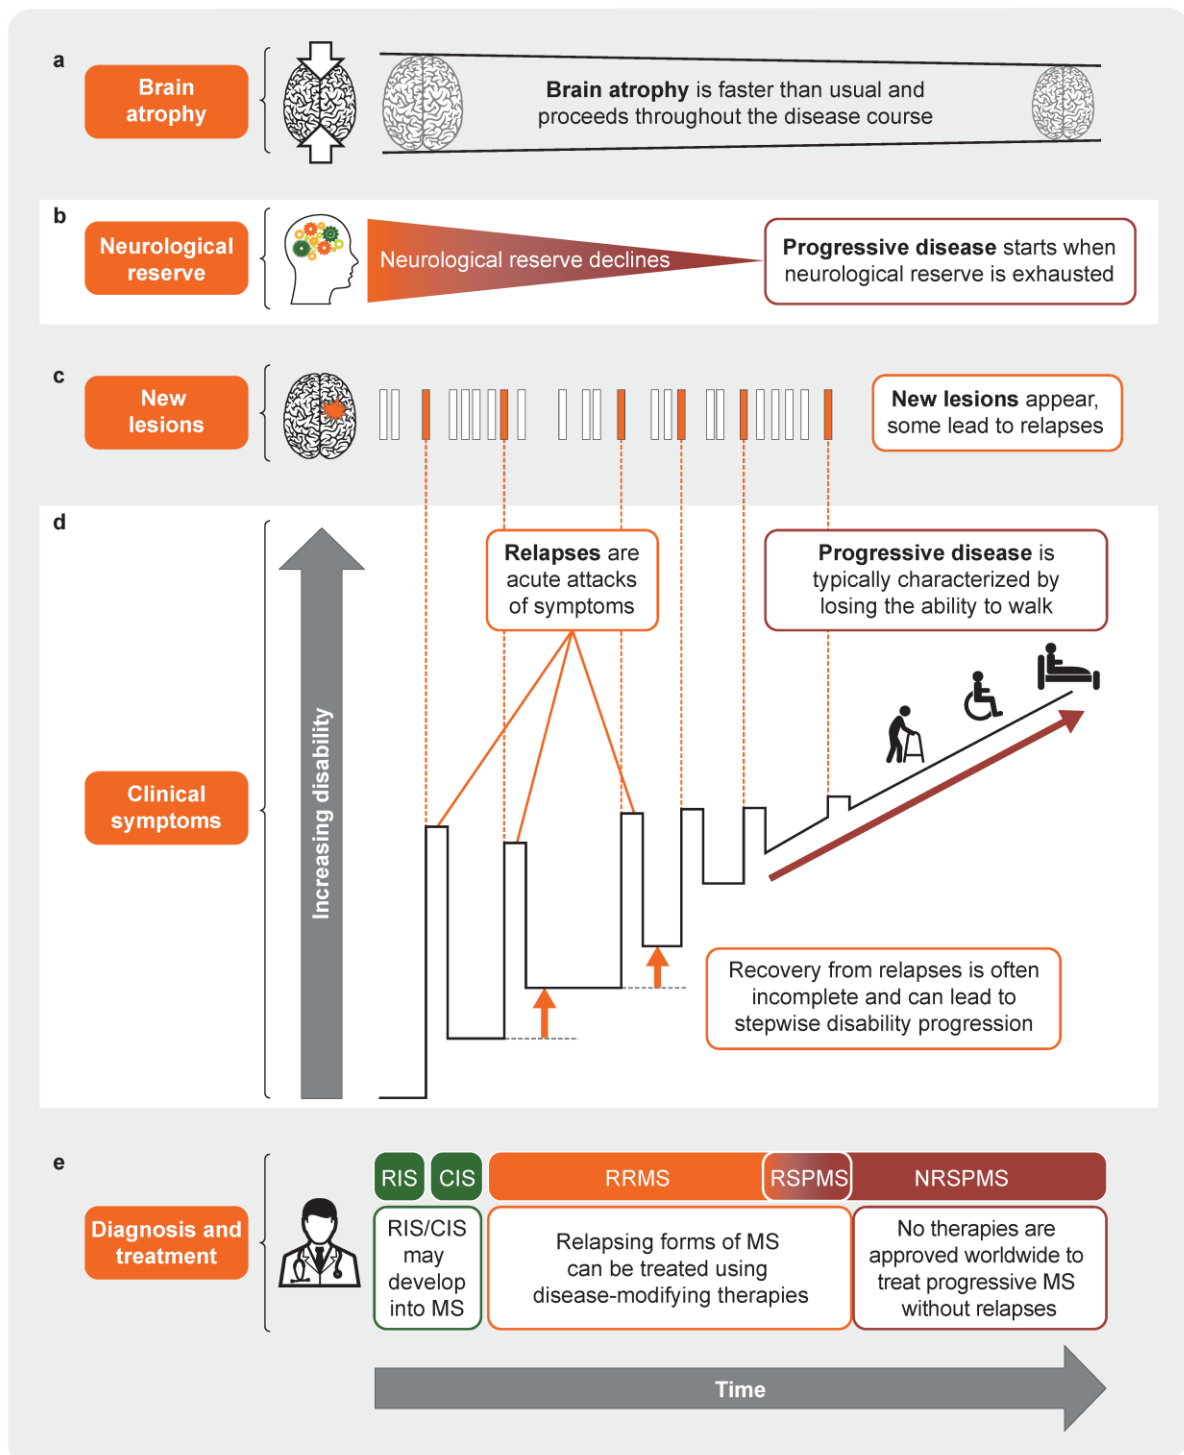 a
Brain
atrophy
Brain atrophy is faster than usual and
proceeds throughout the disease course
b
Neurological
reserve
Neurological reserve declines
Progressive disease starts when
neurological reserve is exhausted
c
New
lesions
New lesions appear,
some lead to relapses
d
Clinical
symptoms
Increasing disability
Relapses are
acute attacks
of symptoms
Progressive disease is
typically characterized by
losing the ability to walk
Recovery from relapses is often
incomplete and can lead to
stepwise disability progression
e
Diagnosis and
treatment
RIS
CIS
RRMS
RSPMS
NRSPMS
RIS/CIS
may
develop
into MS
Relapsing forms of MS
can be treated using
disease-modifying therapies
No therapies are
approved worldwide to
treat progressive MS
without relapses
Time